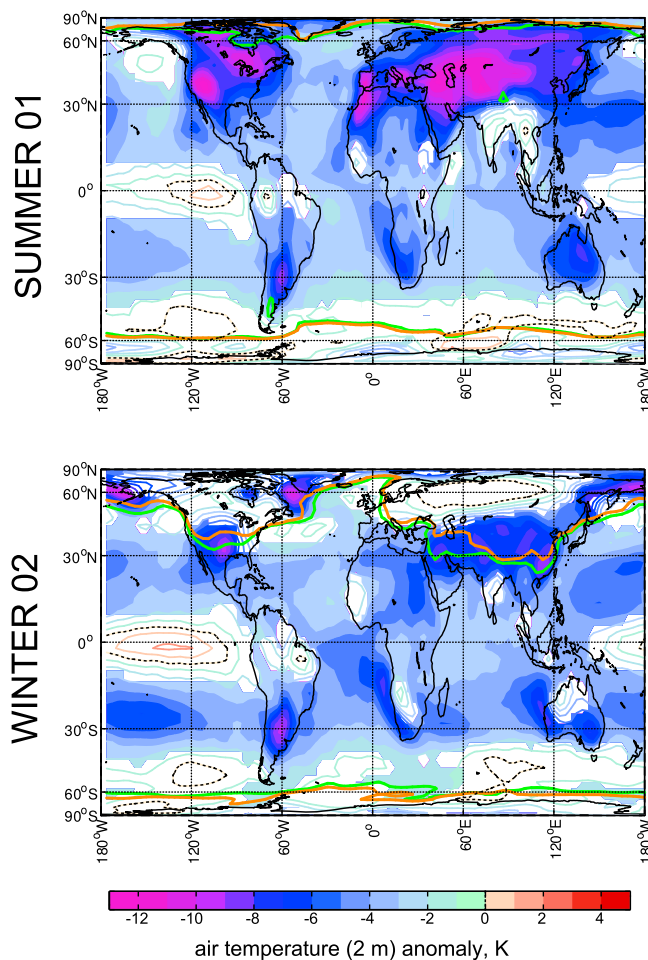 SUMMER 01
90°N
60°N
30°N
0°
30°S
60°S
90°S
180°W
120°W
60°W
0°
60°E
120°E
180°W
WINTER 02
90°N
60°N
30°N
0°
30°S
60°S
90°S
180°W
120°W
60°W
0°
60°E
120°E
180°W
-12 -10 -8 -6 -4 -2 0 2 4
air temperature (2 m) anomaly, K